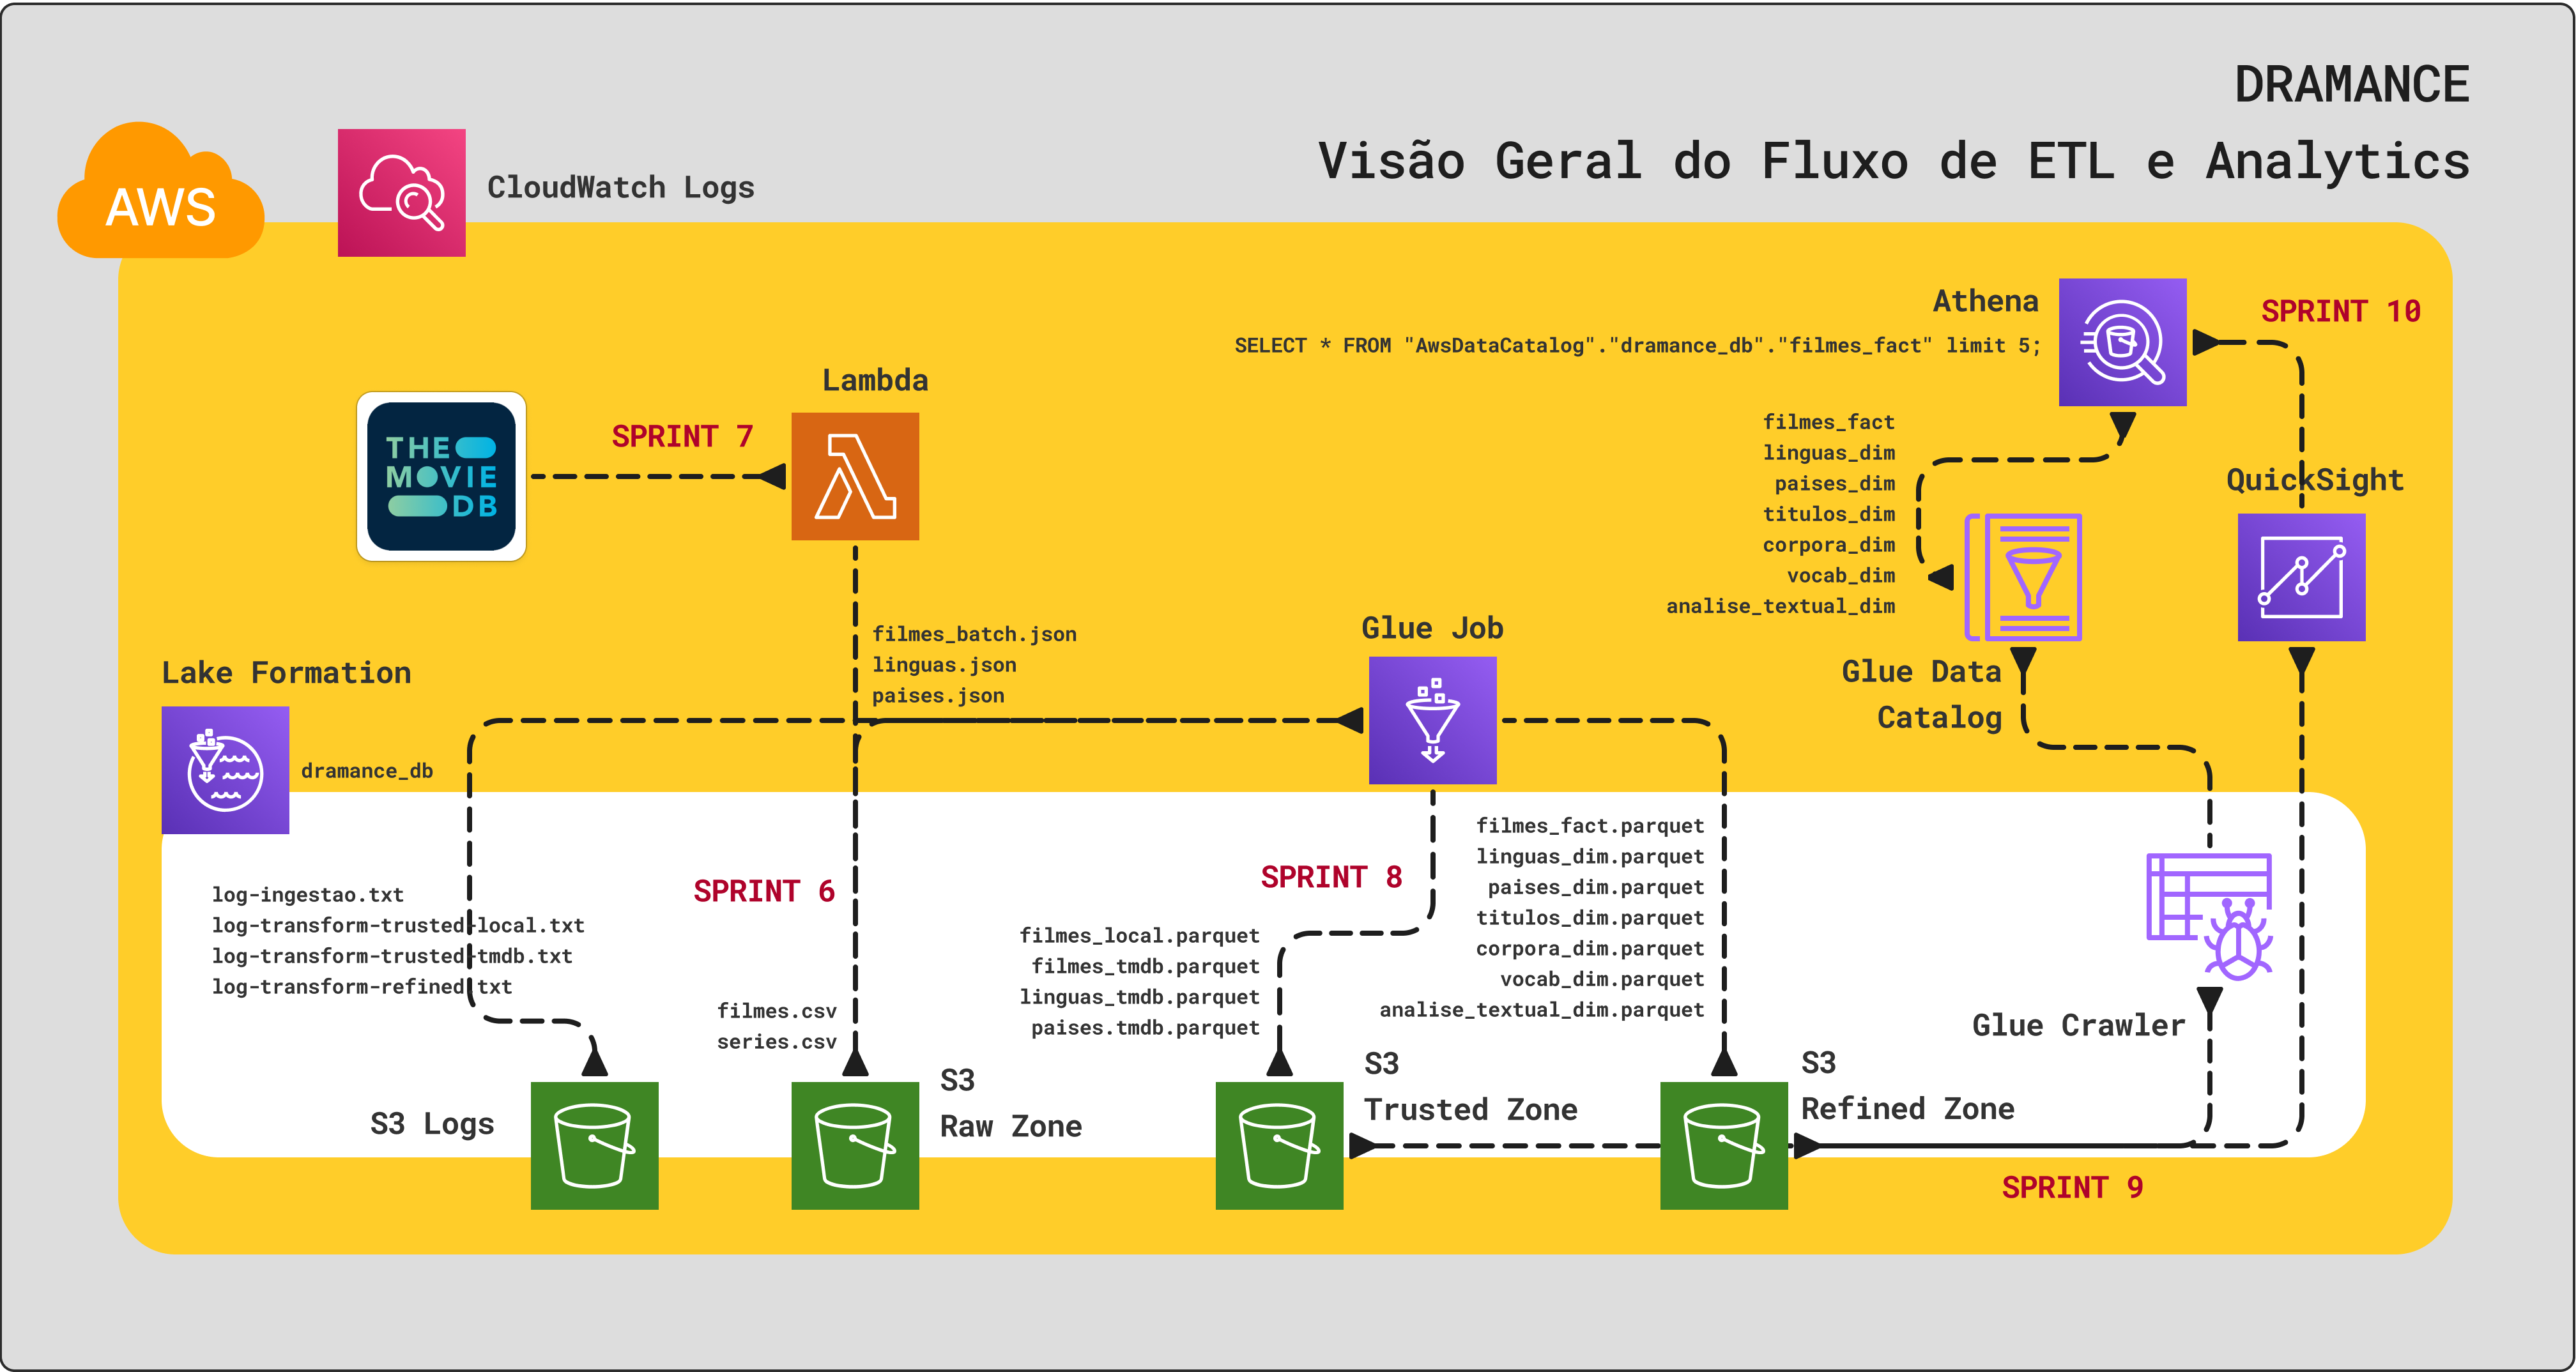 DRAMANCE
Visão Geral do Fluxo de ETL e Analytics
AWS
CloudWatch Logs
Athena
SPRINT 10
SELECT * FROM "AwsDataCatalog"."dramance_db"."filmes_fact" limit 5;
Lambda
SPRINT 7
THE
MOVIE
DB
filmes_fact
linguas_dim
paises_dim
titulos_dim
corpora_dim
vocab_dim
analise_textual_dim
QuickSight
filmes_batch.json
linguas.json
paises.json
Glue Job
Glue Data
Catalog
Lake Formation
dramance_db
log-ingestao.txt
log-transform-trusted-local.txt
log-transform-trusted-tmdb.txt
log-transform-refined.txt
SPRINT 6
filmes.csv
series.csv
SPRINT 8
filmes_local.parquet
filmes_tmdb.parquet
linguas_tmdb.parquet
paises.tmdb.parquet
filmes_fact.parquet
linguas_dim.parquet
paises_dim.parquet
titulos_dim.parquet
corpora_dim.parquet
vocab_dim.parquet
analise_textual_dim.parquet
Glue Crawler
S3 Logs
S3
Raw Zone
S3
Trusted Zone
S3
Refined Zone
SPRINT 9